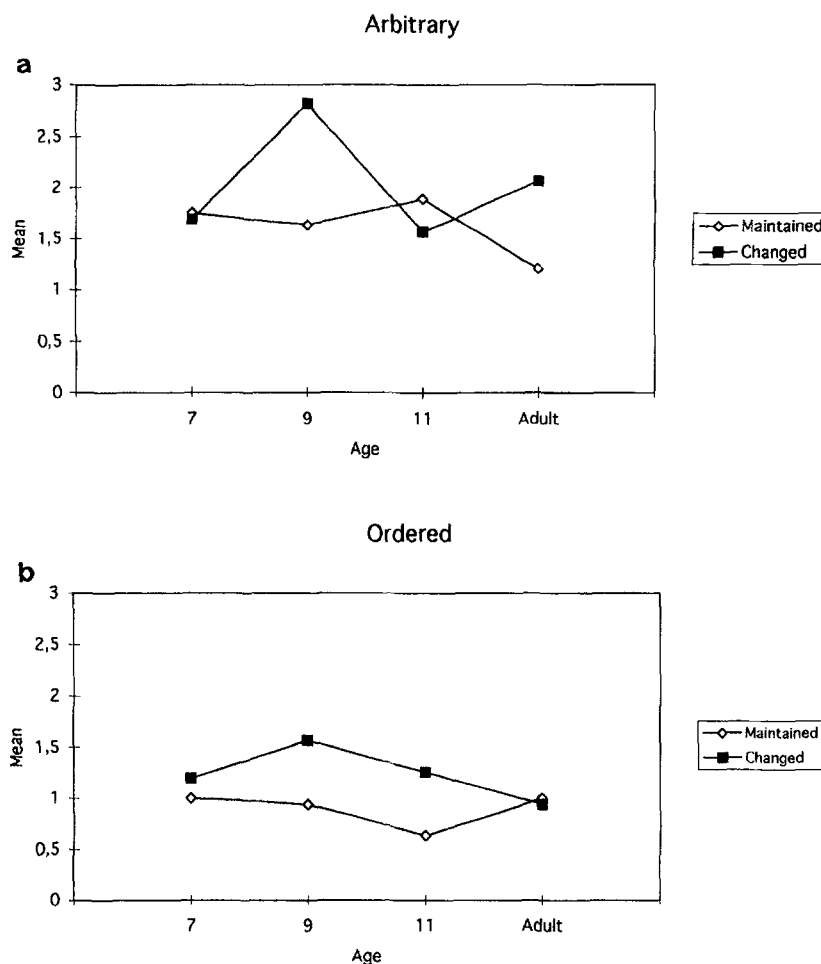 Arbitrary
a
3
2,5
2
1,5
1
0,5
0
Mean
7 9 11 Adult
Age
Maintained
Changed
Ordered
b
3
2,5
2
1,5
1
0,5
0
Mean
7 9 11 Adult
Age
Maintained
Changed